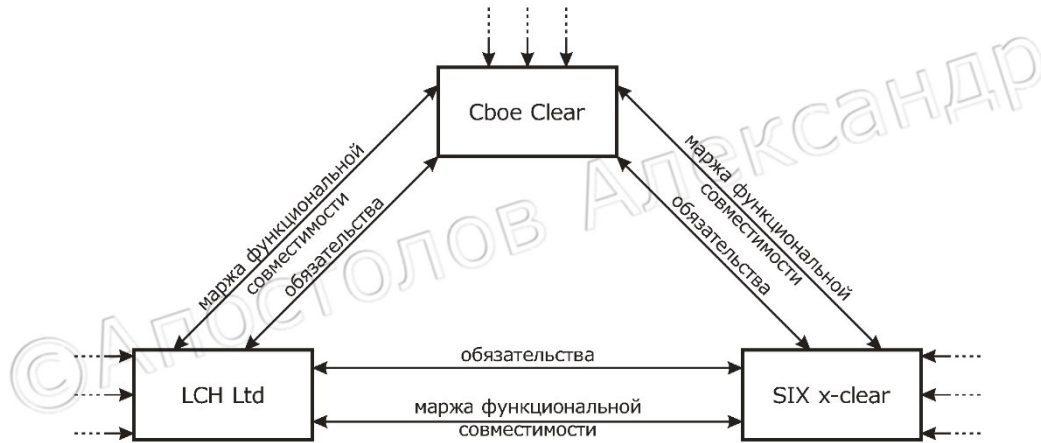 Cboe Clear
маржа функциональной
совместимости
обязательства
маржа функциональной
совместимости
обязательства
©Апостолов Александр
LCH Ltd
обязательства
маржа функциональной
совместимости
SIX x-clear